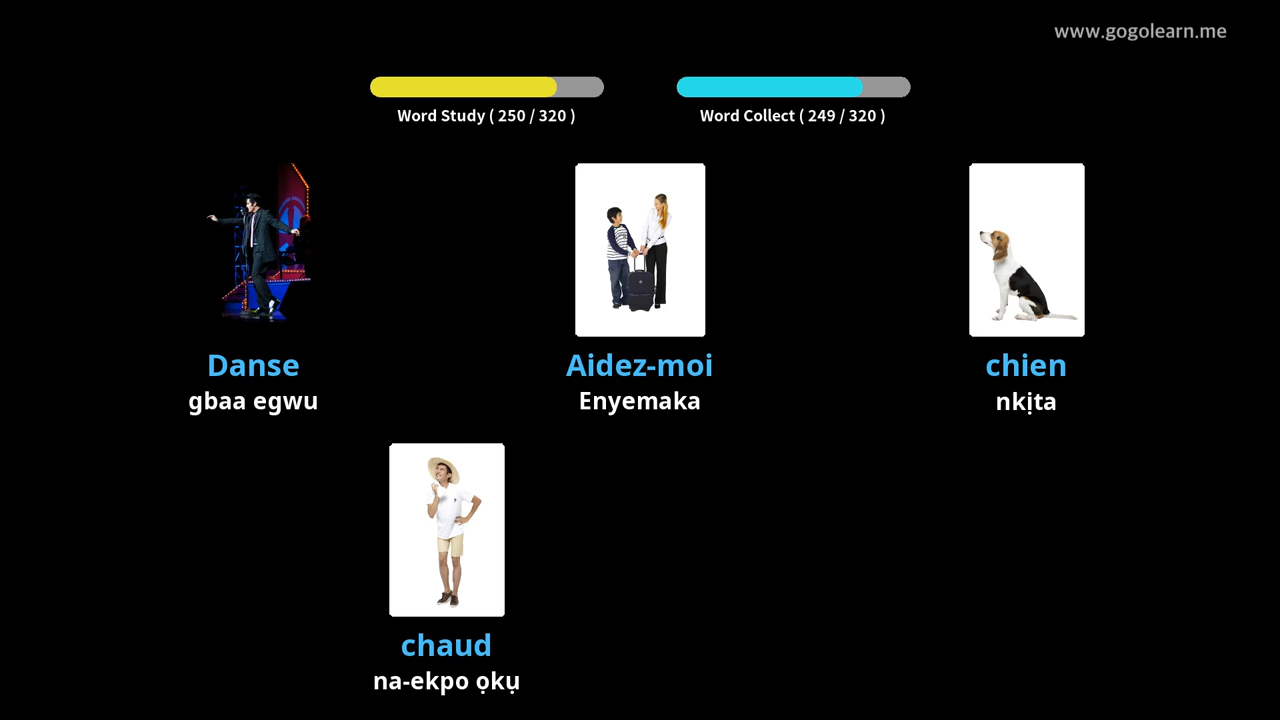 www.gogolearn.me
Word Study ( 250 / 320 )
Word Collect ( 249 / 320 )
Danse
gbaa egwu
Aidez-moi
Enyemaka
chien
nkịta
chaud
na-ekpo ọkụ